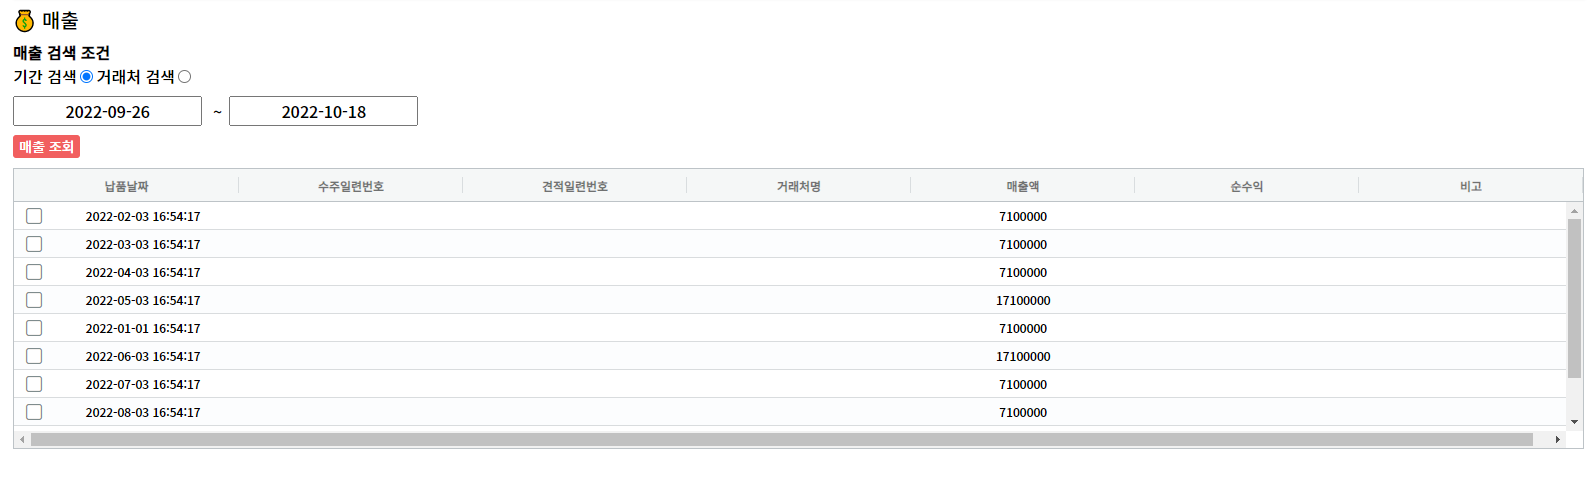 매출
매출 검색 조건
기간 검색 거래처 검색
2022-09-26 ~ 2022-10-18
매출 조회
납품날짜 수주일련번호 견적일련번호 거래처명 매출액 순수익 비고
2022-02-03 16:54:17 7100000
2022-03-03 16:54:17 7100000
2022-04-03 16:54:17 7100000
2022-05-03 16:54:17 17100000
2022-01-01 16:54:17 7100000
2022-06-03 16:54:17 17100000
2022-07-03 16:54:17 7100000
2022-08-03 16:54:17 7100000